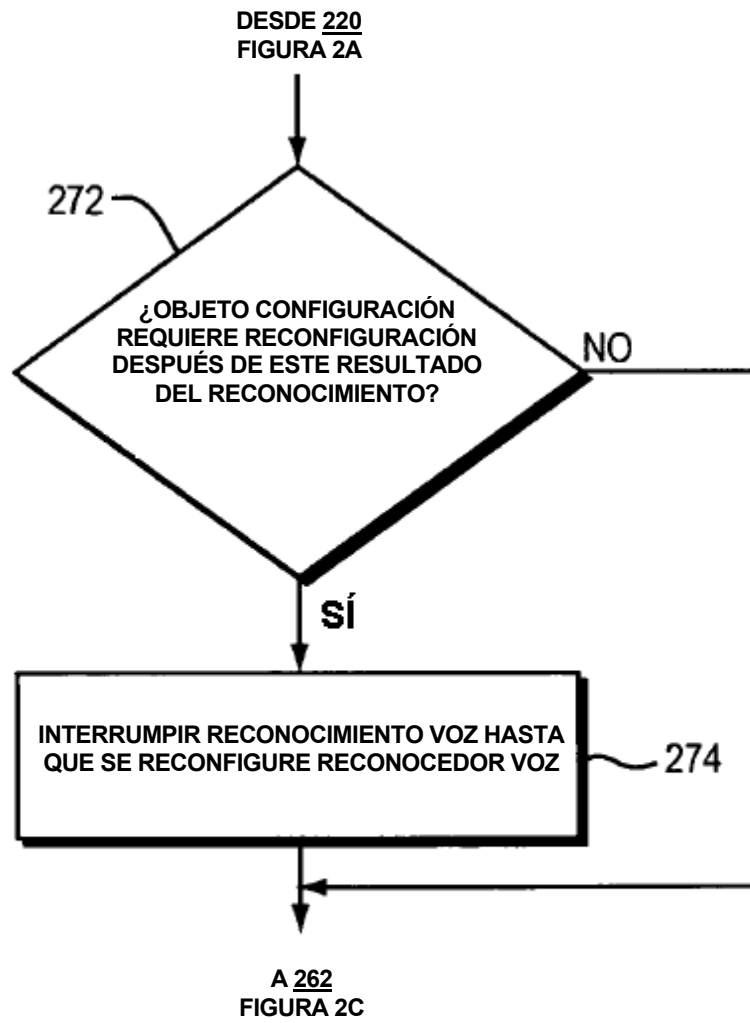 DESDE 220
FIGURA 2A
272
¿OBJETO CONFIGURACIÓN
REQUIERE RECONFIGURACIÓN
DESPUÉS DE ESTE RESULTADO
DEL RECONOCIMIENTO?
NO
SÍ
INTERRUMPIR RECONOCIMIENTO VOZ HASTA
QUE SE RECONFIGURE RECONOCEDOR VOZ
274
A 262
FIGURA 2C